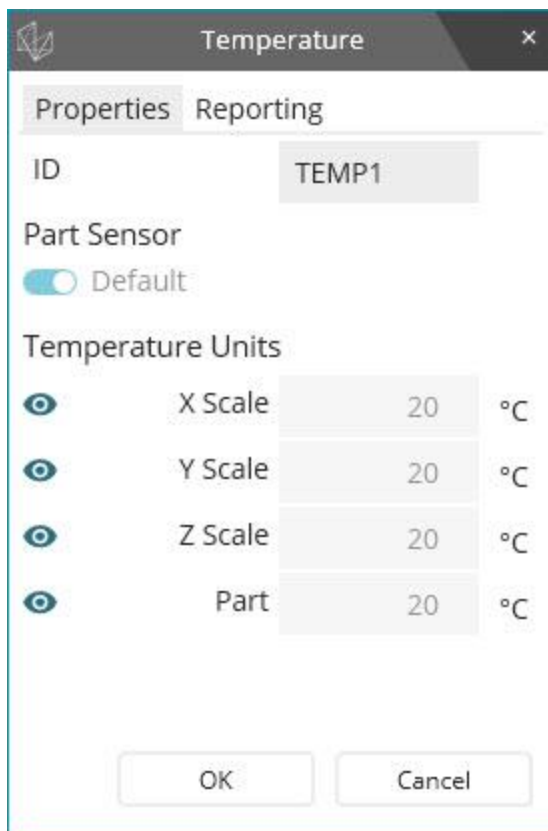 Temperature ×
Properties Reporting
ID TEMP1
Part Sensor
Default
Temperature Units
X Scale 20 °C
Y Scale 20 °C
Z Scale 20 °C
Part 20 °C
OK Cancel